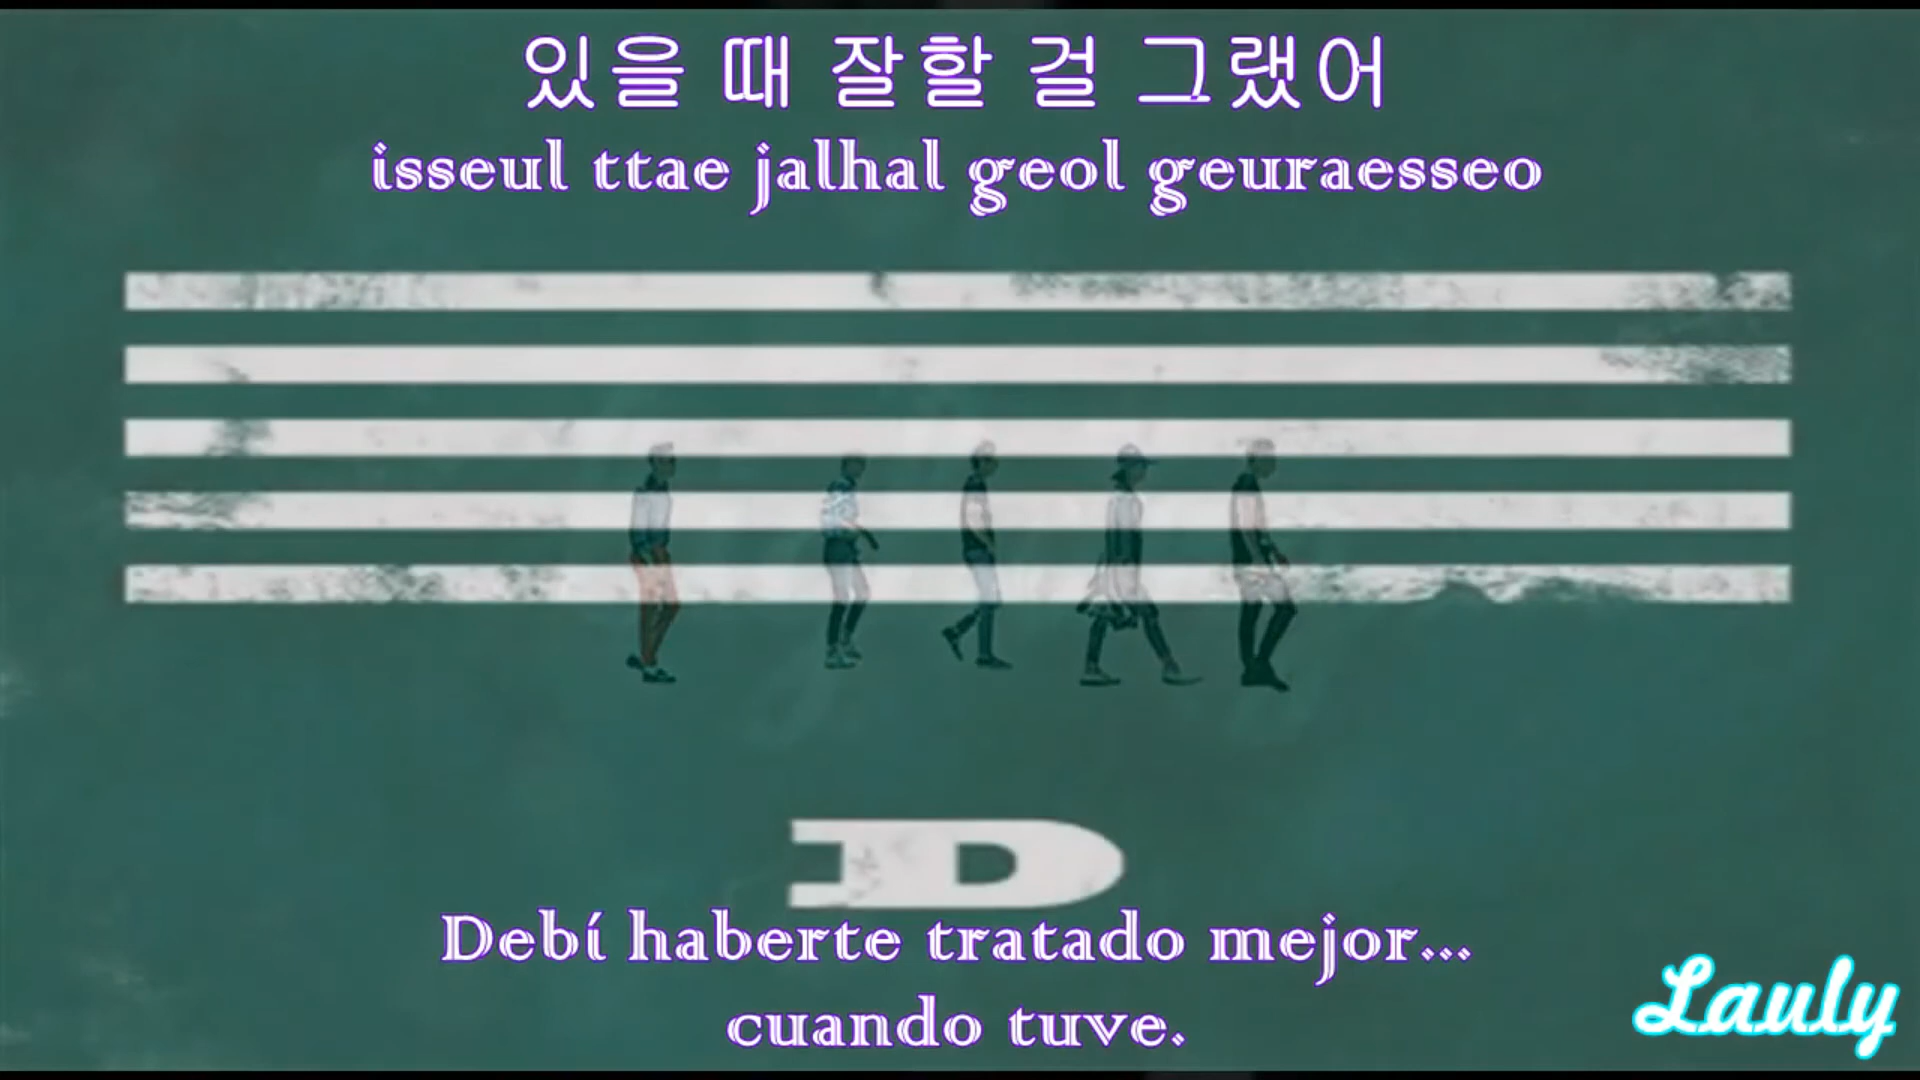 있을 때 잘할 걸 그랬어
isseul ttae jalhal geol geuraesseo
D
Debí haberte tratado mejor...
cuando tuve.
Lauly